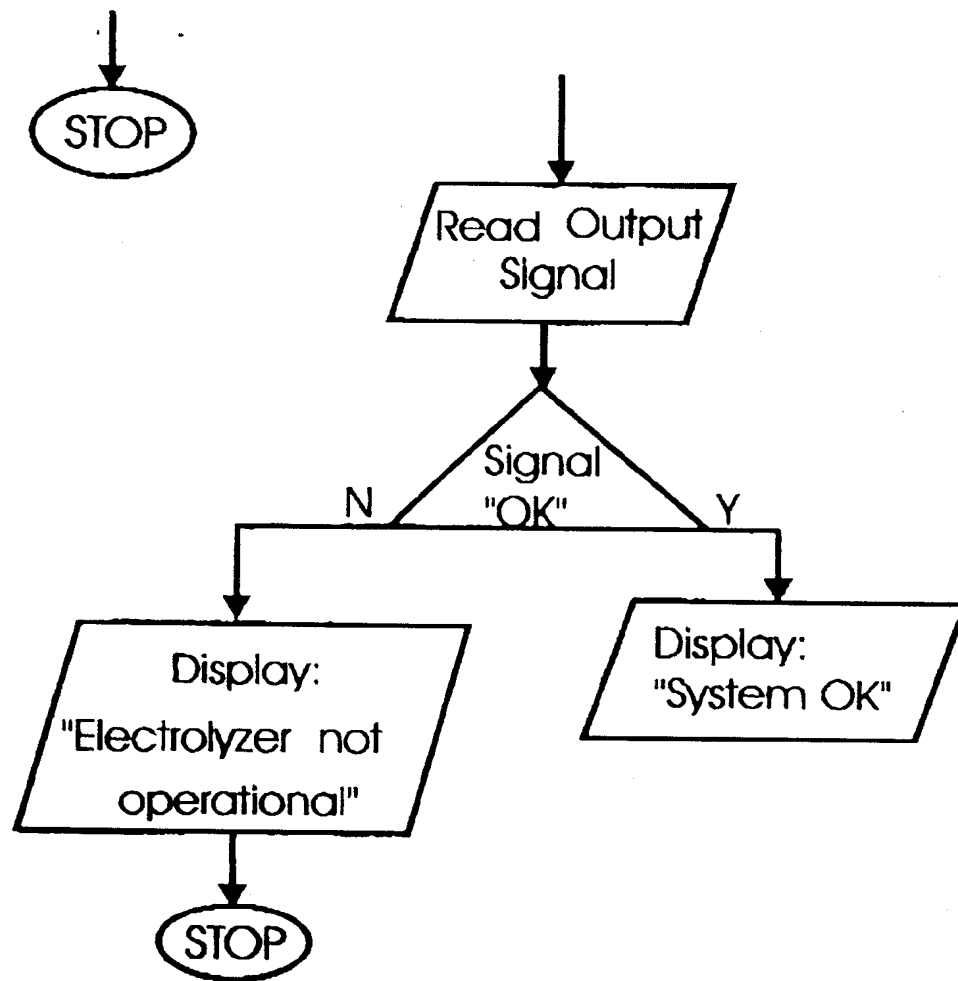 STOP
Read Output
Signal
Signal
"OK"
N
Y
Display:
"Electrolyzer not
operational"
Display:
"System OK"
STOP